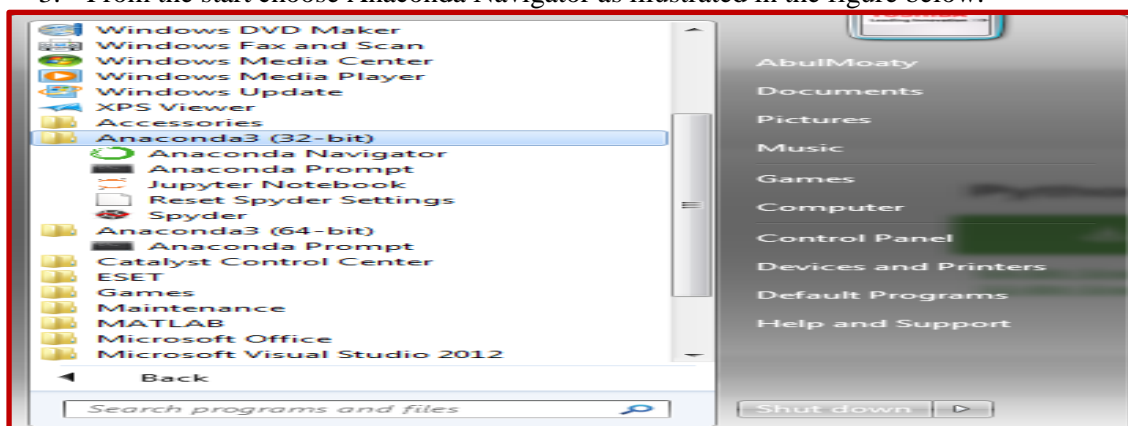 3. From the start choose Anaconda Navigator as illustrated in the figure below:
Windows DVD Maker
Windows Fax and Scan
Windows Media Center
Windows Media Player
Windows Update
XPS Viewer
Accessories
Anaconda3 (32-bit)
Anaconda Navigator
Anaconda Prompt
Jupyter Notebook
Reset Spyder Settings
Spyder
Anaconda3 (64-bit)
Anaconda Prompt
Catalyst Control Center
ESET
Games
Maintenance
MATLAB
Microsoft Office
Microsoft Visual Studio 2012
Back
Search programs and files
AbulMoaty
Documents
Pictures
Music
Games
Computer
Control Panel
Devices and Printers
Default Programs
Help and Support
Shut down